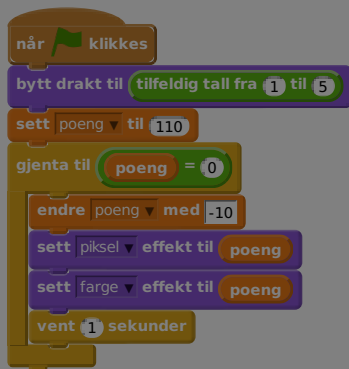 når klikkes
bytt drakt til tilfeldig tall fra 1 til 5
sett poeng til 110
gjenta til poeng = 0
endre poeng med -10
sett piksel effekt til poeng
sett farge effekt til poeng
vent 1 sekunder